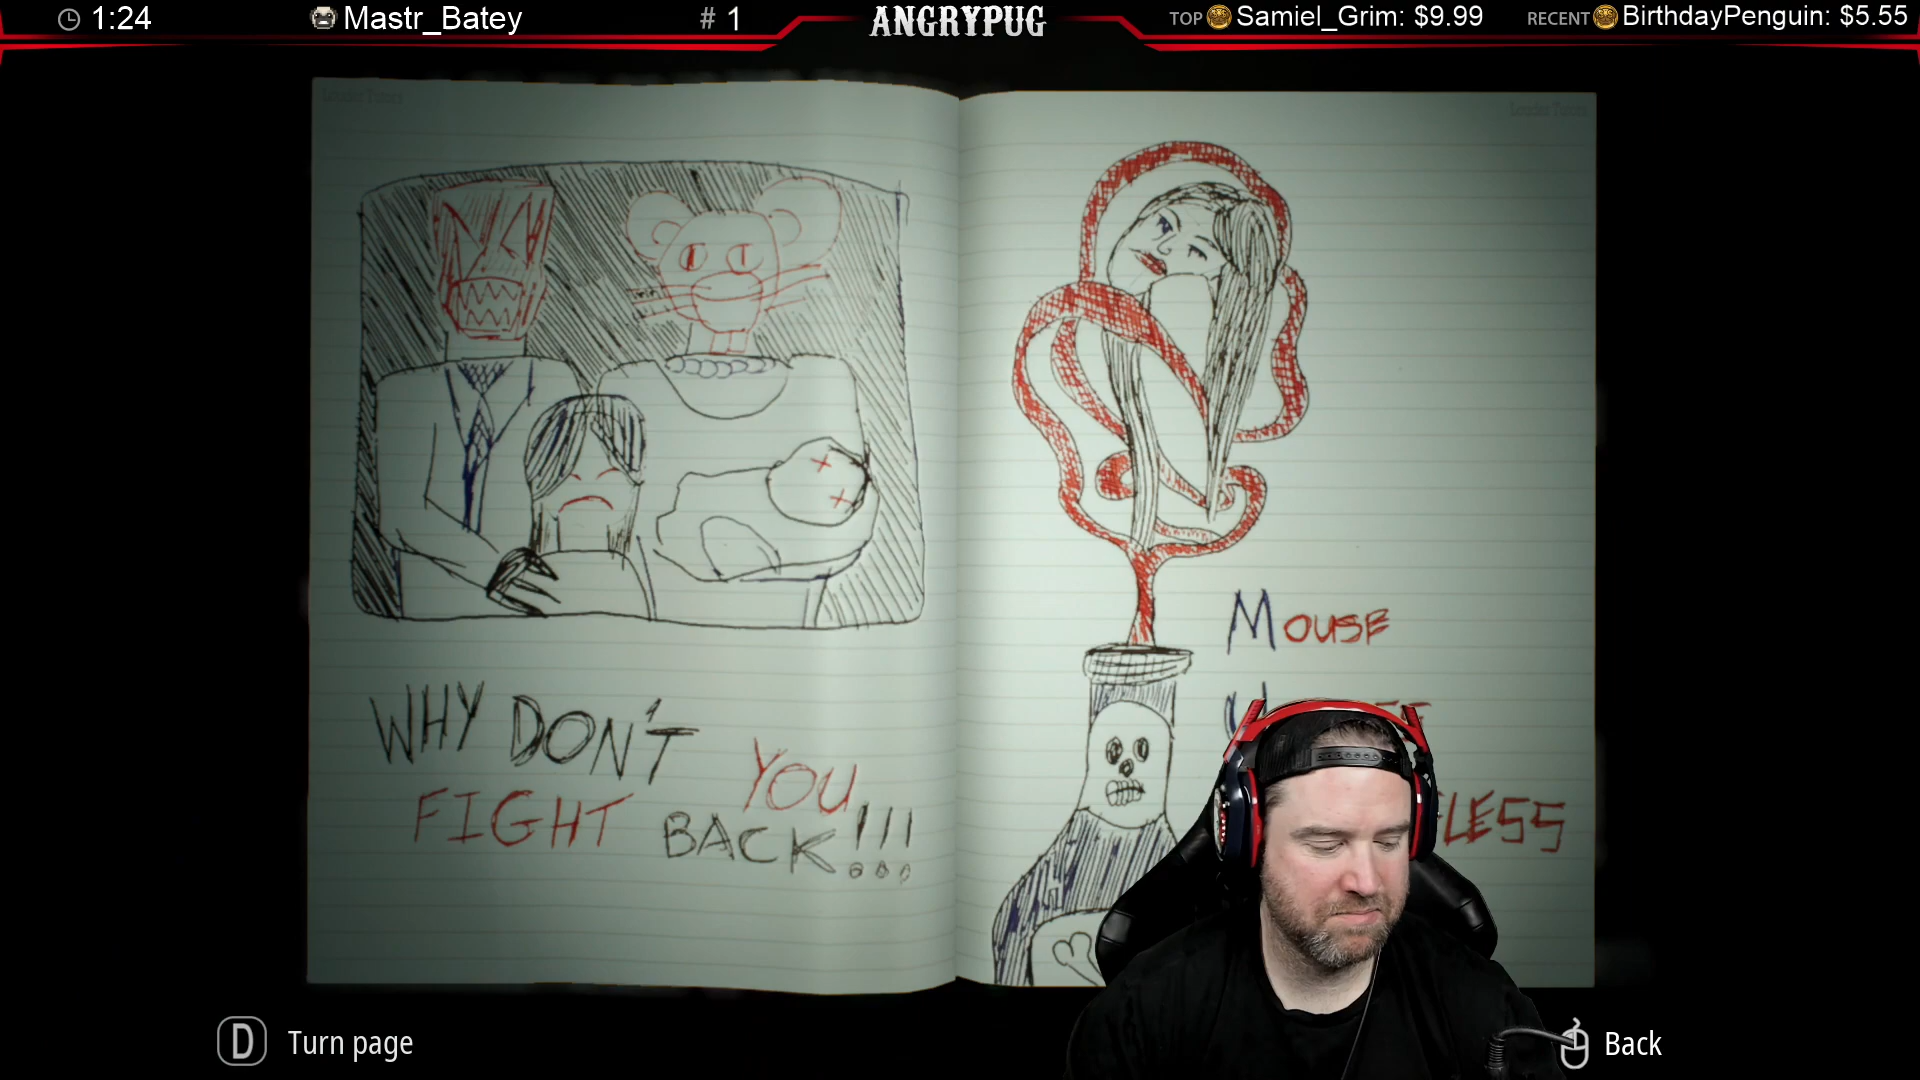 1:24
Mastr_Batey
# 1
ANGRYPUG
TOP Samiel_Grim: $9.99
RECENT BirthdayPenguin: $5.55
WHY DON'T YOU
FIGHT BACK!!!
MOUSE
D Turn page
Back